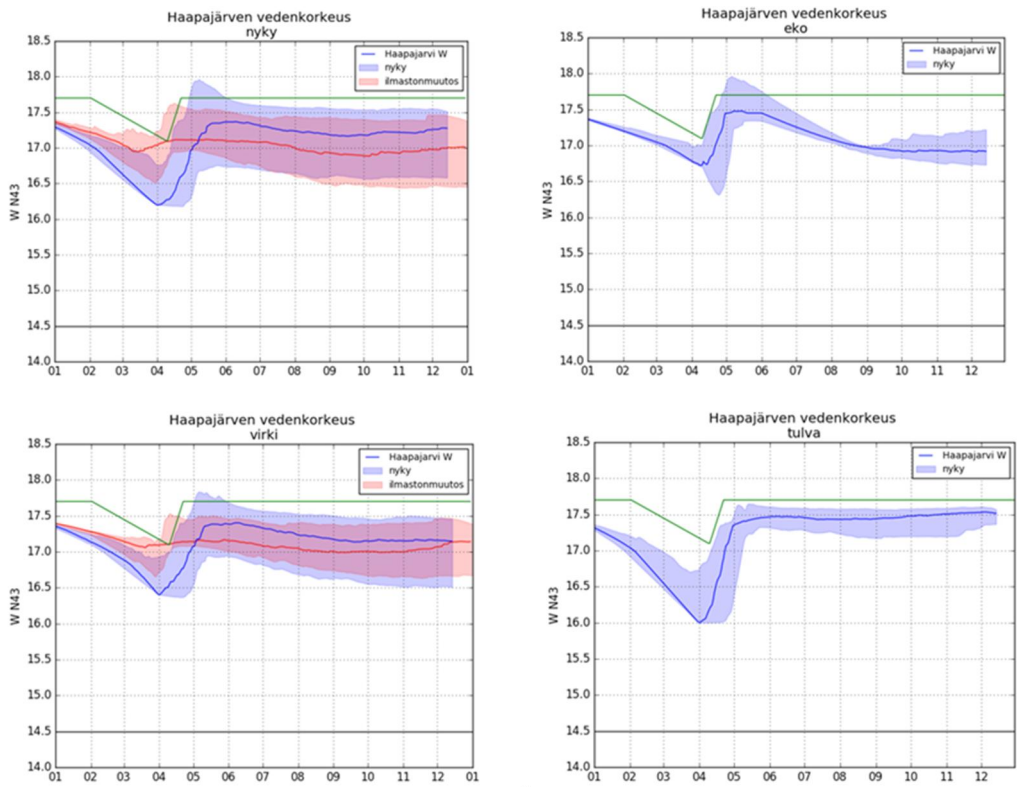 Haapajärven vedenkorkeus
nyky
W N43
18.5
18.0
17.5
17.0
16.5
16.0
15.5
15.0
14.5
14.0
01 02 03 04 05 06 07 08 09 10 11 12 01
Haapajarvi W
nyky
ilmastonmuutos
Haapajärven vedenkorkeus
eko
W N43
18.5
18.0
17.5
17.0
16.5
16.0
15.5
15.0
14.5
14.0
01 02 03 04 05 06 07 08 09 10 11 12
Haapajarvi W
nyky
Haapajärven vedenkorkeus
virki
W N43
18.5
18.0
17.5
17.0
16.5
16.0
15.5
15.0
14.5
14.0
01 02 03 04 05 06 07 08 09 10 11 12 01
Haapajarvi W
nyky
ilmastonmuutos
Haapajärven vedenkorkeus
tulva
W N43
18.5
18.0
17.5
17.0
16.5
16.0
15.5
15.0
14.5
14.0
01 02 03 04 05 06 07 08 09 10 11 12
Haapajarvi W
nyky